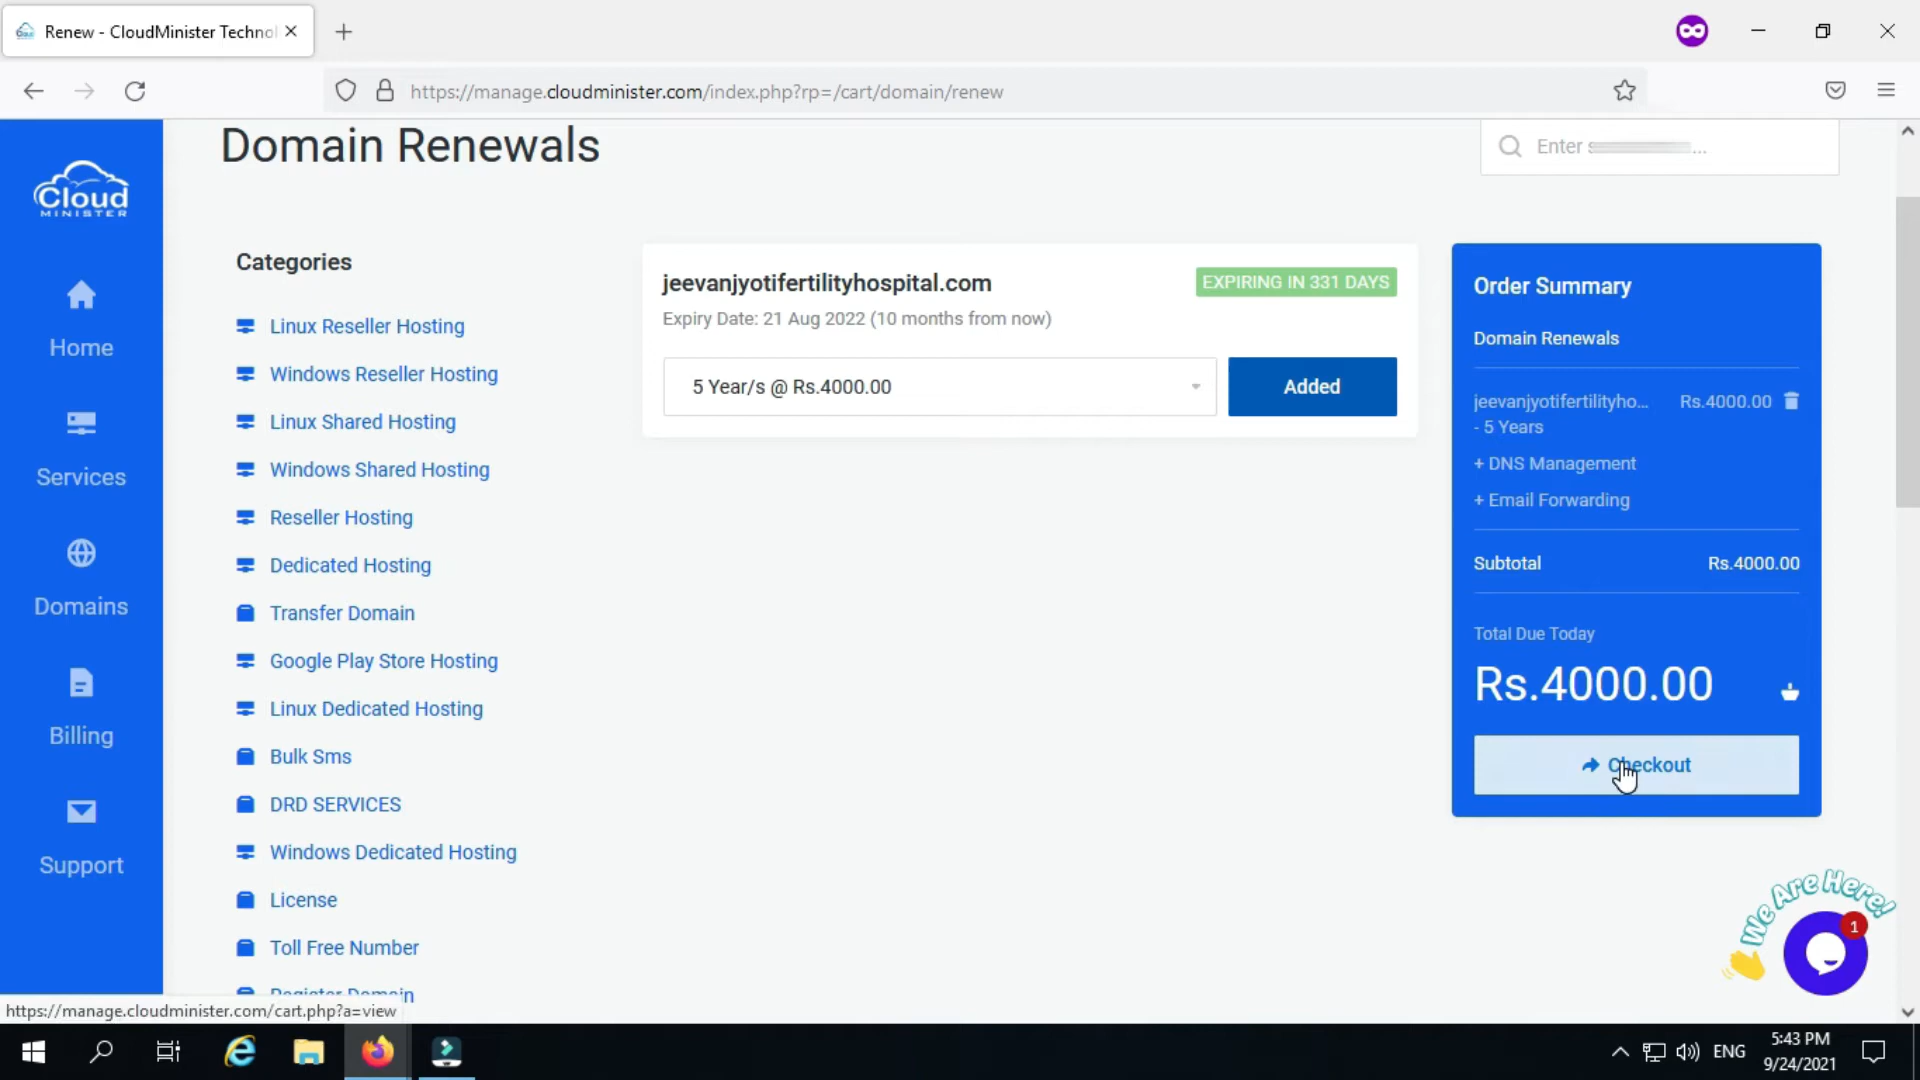 Renew - CloudMinister Technol
https://manage.cloudminister.com/index.php?rp=/cart/domain/renew
Cloud
MINISTER
Home
Services
Domains
Billing
Support
Domain Renewals
Enter
...
Categories
Linux Reseller Hosting
Windows Reseller Hosting
Linux Shared Hosting
Windows Shared Hosting
Reseller Hosting
Dedicated Hosting
Transfer Domain
Google Play Store Hosting
Linux Dedicated Hosting
Bulk Sms
DRD SERVICES
Windows Dedicated Hosting
License
Toll Free Number
Register Domain
jeevanjyotifertilityhospital.com
EXPIRING IN 331 DAYS
Expiry Date: 21 Aug 2022 (10 months from now)
5 Year/s @ Rs.4000.00
Added
Order Summary
Domain Renewals
jeevanjyotifertilityho... Rs.4000.00
- 5 Years
+ DNS Management
+ Email Forwarding
Subtotal Rs.4000.00
Total Due Today
Rs.4000.00
Checkout
We Are Here!
1
https://manage.cloudminister.com/cart.php?a=view
ENG
5:43 PM
9/24/2021